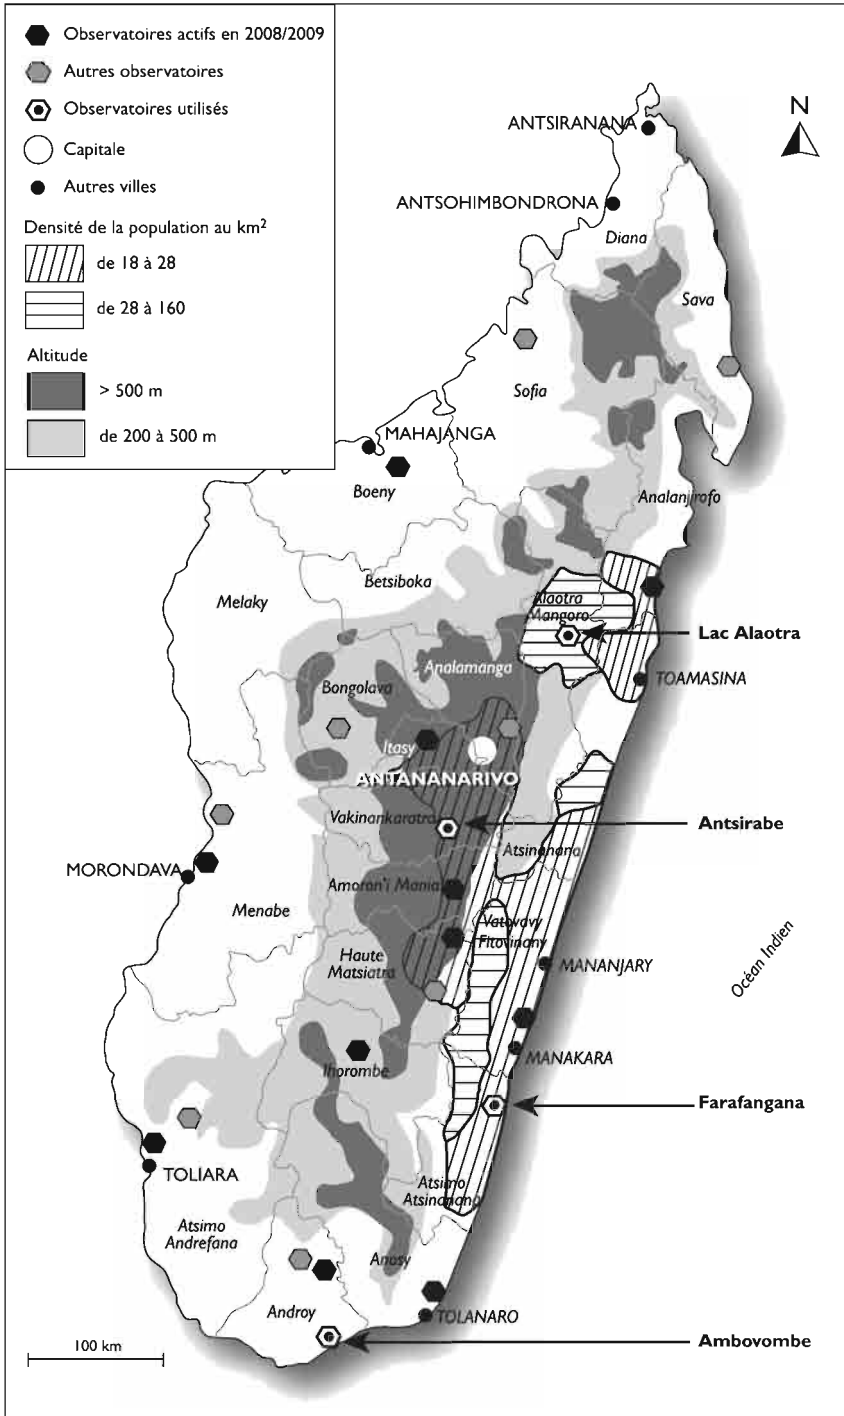 Observatoires actifs en 2008/2009
Autres observatoires
Observatoires utilisés
Capitale
Autres villes
Densité de la population au km²
de 18 à 28
de 28 à 160
Altitude
> 500 m
de 200 à 500 m
N
ANTSIRANANA
ANTSOHIMBONDRONA
Diana
Sava
Sofia
MAHAJANGA
Boeny
Analanjirofo
Betsiboka
Melaky
Alaotra
Mangoro
Lac Alaotra
Analamanga
TOAMASINA
Bongolava
Itasy
ANTANANARIVO
Vakinankaratra
Antsirabe
Atsinanana
MORONDAVA
Amoron'i Mania
Menabe
Vatovavy
Fitovinany
Haute
Matsiatra
MANANJARY
Océan Indien
MANAKARA
Ihorombe
Farafangana
TOLIARA
Atsimo
Atsinanana
Atsimo
Andrefana
Anosy
Androy
TOLANARO
Ambovombe
100 km